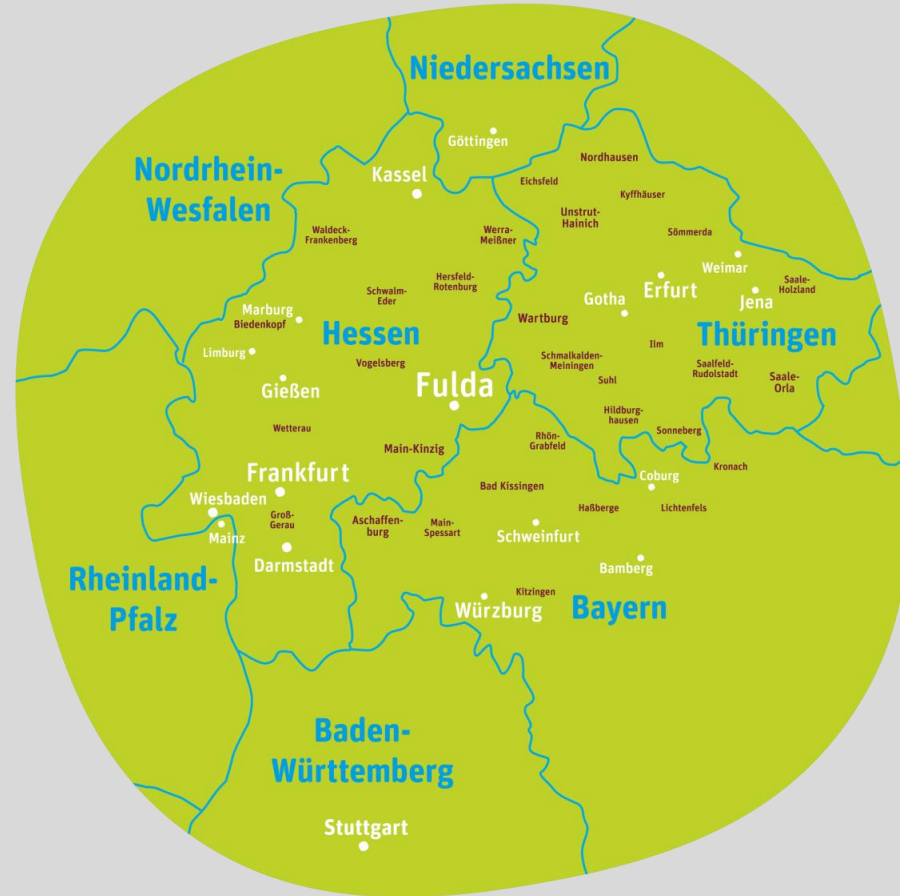 Niedersachsen
Göttingen
Nordrhein-
Wesfalen
Kassel
Nordhausen
Eichsfeld
Kyffhäuser
Unstrut-
Hainich
Waldeck-
Frankenberg
Werra-
Meißner
Sömmerda
Weimar
Hersfeld-
Rotenburg
Schwalm-
Eder
Erfurt
Saale-
Holzland
Jena
Gotha
Marburg
Biedenkopf
Wartburg
Hessen
Thüringen
Limburg
Ilm
Vogelsberg
Schmalkalden-
Meiningen
Suhl
Saalfeld-
Rudolstadt
Saale-
Orla
Gießen
Fulda
Hildburg-
hausen
Sonneberg
Wetterau
Main-Kinzig
Rhön-
Grabfeld
Frankfurt
Bad Kissingen
Coburg
Kronach
Wiesbaden
Mainz
Groß-
Gerau
Aschaffen-
burg
Main-
Spessart
Haßberge
Lichtenfels
Schweinfurt
Darmstadt
Bamberg
Rheinland-
Pfalz
Kitzingen
Würzburg
Bayern
Baden-
Württemberg
Stuttgart